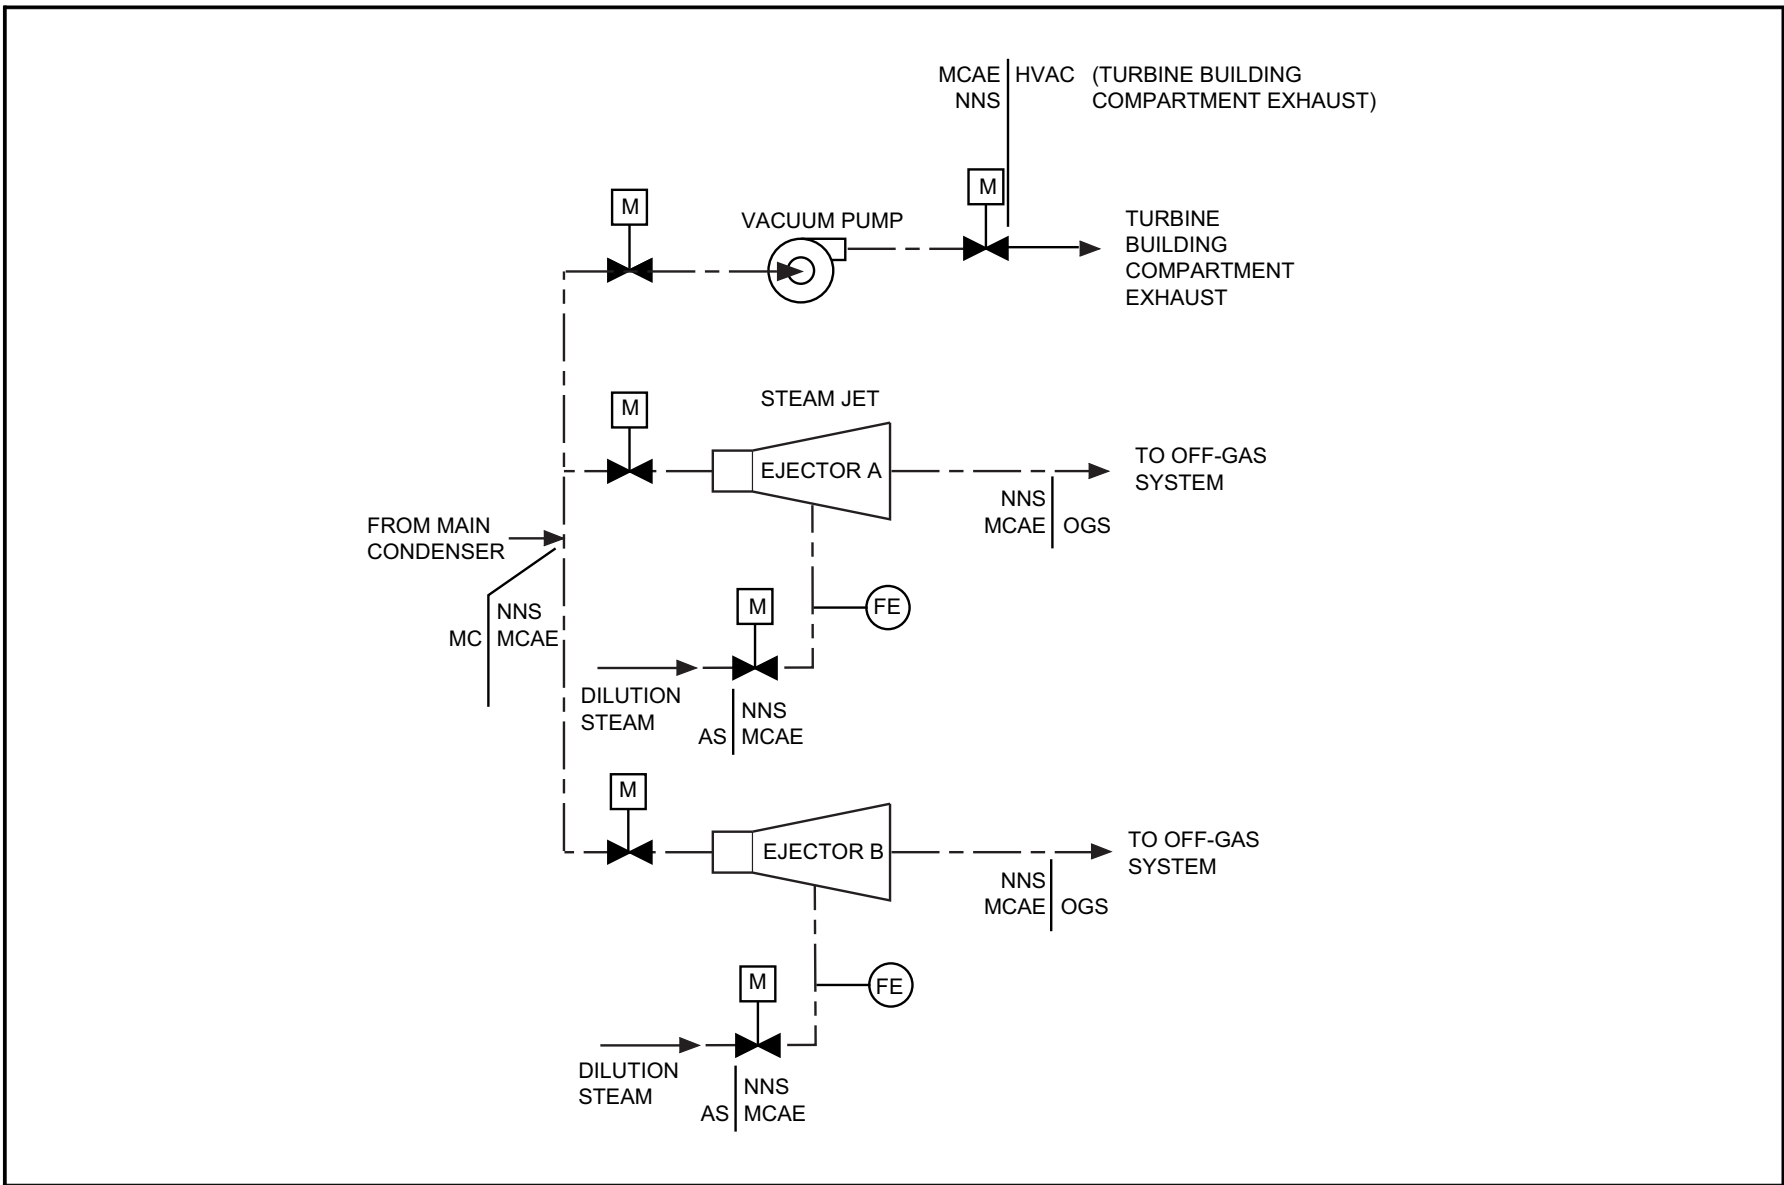 MCAE HVAC (TURBINE BUILDING
NNS COMPARTMENT EXHAUST)
M
M
VACUUM PUMP
TURBINE
BUILDING
COMPARTMENT
EXHAUST
M
STEAM JET
EJECTOR A
TO OFF-GAS
SYSTEM
NNS
MCAE OGS
FROM MAIN
CONDENSER
NNS
MC MCAE
M
FE
DILUTION
STEAM
NNS
AS MCAE
M
EJECTOR B
TO OFF-GAS
SYSTEM
NNS
MCAE OGS
M
FE
DILUTION
STEAM
NNS
AS MCAE